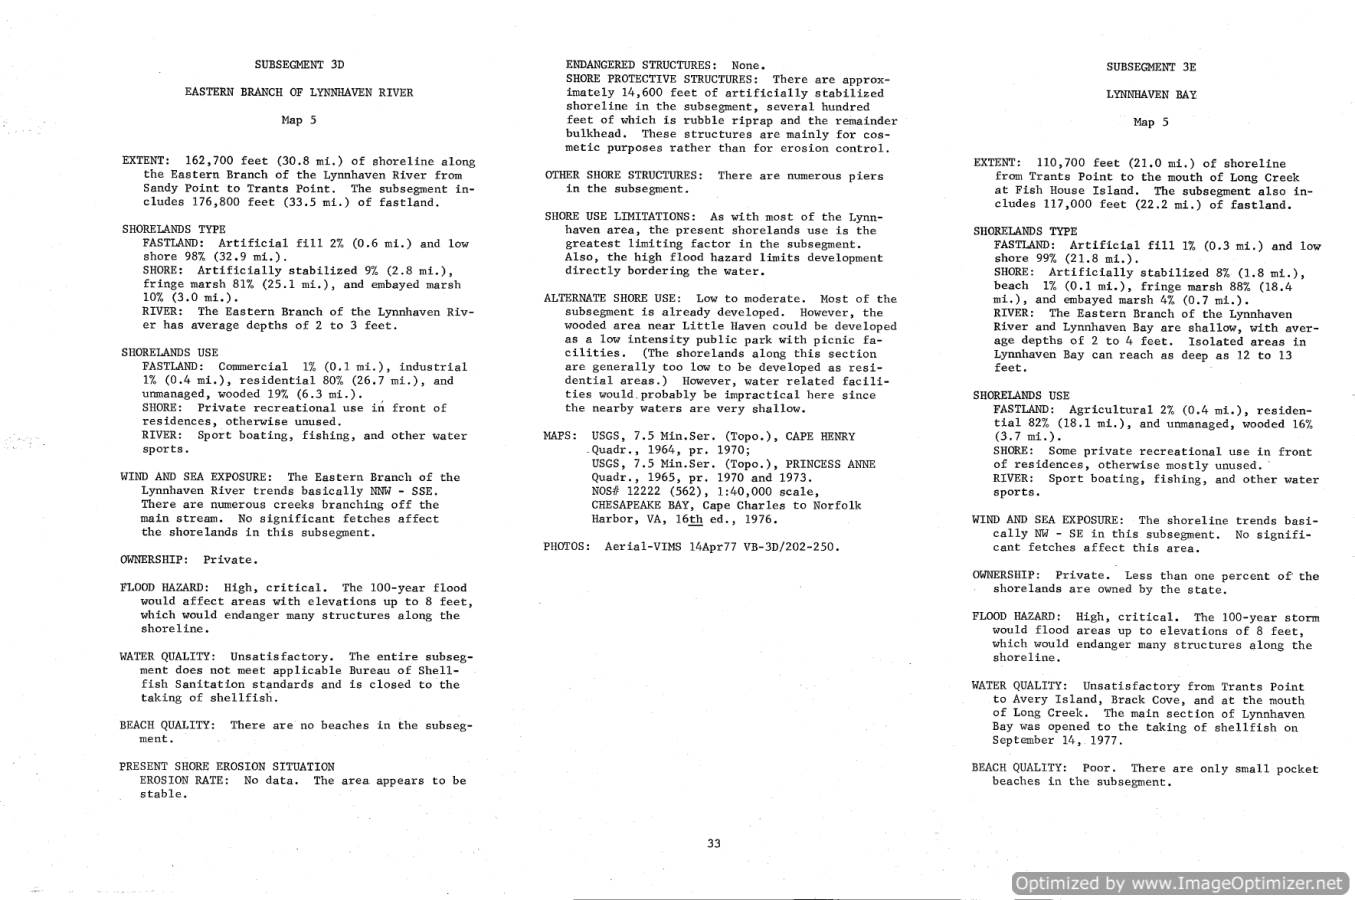 SUBSEGMENT 3D
EASTERN BRANCH OF LYNNHAVEN RIVER
Map 5
EXTENT: 162,700 feet (30.8 mi.) of shoreline along
the Eastern Branch of the Lynnhaven River from
Sandy Point to Trants Point. The subsegment in-
cludes 176,800 feet (33.5 mi.) of fastland.
SHORELANDS TYPE
FASTLAND: Artificial fill 2% (0.6 mi.) and low
shore 98% (32.9 mi.).
SHORE: Artificially stabilized 9% (2.8 mi.),
fringe marsh 81% (25.1 mi.), and embayed marsh
10% (3.0 mi.).
RIVER: The Eastern Branch of the Lynnhaven Riv-
er has average depths of 2 to 3 feet.
SHORELANDS USE
FASTLAND: Commercial 1% (0.1 mi.), industrial
1% (0.4 mi.), residential 80% (26.7 mi.), and
unmanaged, wooded 19% (6.3 mi.).
SHORE: Private recreational use in front of
residences, otherwise unused.
RIVER: Sport boating, fishing, and other water
sports.
WIND AND SEA EXPOSURE: The Eastern Branch of the
Lynnhaven River trends basically NNW - SSE.
There are numerous creeks branching off the
main stream. No significant fetches affect
the shorelands in this subsegment.
OWNERSHIP: Private.
FLOOD HAZARD: High, critical. The 100-year flood
would affect areas with elevations up to 8 feet,
which would endanger many structures along the
shoreline.
WATER QUALITY: Unsatisfactory. The entire subseg-
ment does not meet applicable Bureau of Shell-
fish Sanitation standards and is closed to the
taking of shellfish.
BEACH QUALITY: There are no beaches in the subseg-
ment.
PRESENT SHORE EROSION SITUATION
EROSION RATE: No data. The area appears to be
stable.
ENDANGERED STRUCTURES: None.
SHORE PROTECTIVE STRUCTURES: There are approx-
imately 14,600 feet of artificially stabilized
shoreline in the subsegment, several hundred
feet of which is rubble riprap and the remainder
bulkhead. These structures are mainly for cos-
metic purposes rather than for erosion control.
OTHER SHORE STRUCTURES: There are numerous piers
in the subsegment.
SHORE USE LIMITATIONS: As with most of the Lynn-
haven area, the present shorelands use is the
greatest limiting factor in the subsegment.
Also, the high flood hazard limits development
directly bordering the water.
ALTERNATE SHORE USE: Low to moderate. Most of the
subsegment is already developed. However, the
wooded area near Little Haven could be developed
as a low intensity public park with picnic fa-
cilities. (The shorelands along this section
are generally too low to be developed as resi-
dential areas.) However, water related facili-
ties would probably be impractical here since
the nearby waters are very shallow.
MAPS: USGS, 7.5 Min.Ser. (Topo.), CAPE HENRY
Quadr., 1964, pr. 1970;
USGS, 7.5 Min.Ser. (Topo.), PRINCESS ANNE
Quadr., 1965, pr. 1970 and 1973.
NOS# 12222 (562), 1:40,000 scale,
CHESAPEAKE BAY, Cape Charles to Norfolk
Harbor, VA, 16th ed., 1976.
PHOTOS: Aerial-VIMS 14Apr77 VB-3D/202-250.
SUBSEGMENT 3E
LYNNHAVEN BAY
Map 5
EXTENT: 110,700 feet (21.0 mi.) of shoreline
from Trants Point to the mouth of Long Creek
at Fish House Island. The subsegment also in-
cludes 117,000 feet (22.2 mi.) of fastland.
SHORELANDS TYPE
FASTLAND: Artificial fill 1% (0.3 mi.) and low
shore 99% (21.8 mi.).
SHORE: Artificially stabilized 8% (1.8 mi.),
beach 1% (0.1 mi.), fringe marsh 88% (18.4
mi.), and embayed marsh 4% (0.7 mi.).
RIVER: The Eastern Branch of the Lynnhaven
River and Lynnhaven Bay are shallow, with aver-
age depths of 2 to 4 feet. Isolated areas in
Lynnhaven Bay can reach as deep as 12 to 13
feet.
SHORELANDS USE
FASTLAND: Agricultural 2% (0.4 mi.), residen-
tial 82% (18.1 mi.), and unmanaged, wooded 16%
(3.7 mi.).
SHORE: Some private recreational use in front
of residences, otherwise mostly unused.
RIVER: Sport boating, fishing, and other water
sports.
WIND AND SEA EXPOSURE: The shoreline trends basi-
cally NW - SE in this subsegment. No signifi-
cant fetches affect this area.
OWNERSHIP: Private. Less than one percent of the
shorelands are owned by the state.
FLOOD HAZARD: High, critical. The 100-year storm
would flood areas up to elevations of 8 feet,
which would endanger many structures along the
shoreline.
WATER QUALITY: Unsatisfactory from Trants Point
to Avery Island, Brack Cove, and at the mouth
of Long Creek. The main section of Lynnhaven
Bay was opened to the taking of shellfish on
September 14, 1977.
BEACH QUALITY: Poor. There are only small pocket
beaches in the subsegment.
33
Optimized by www.ImageOptimizer.net